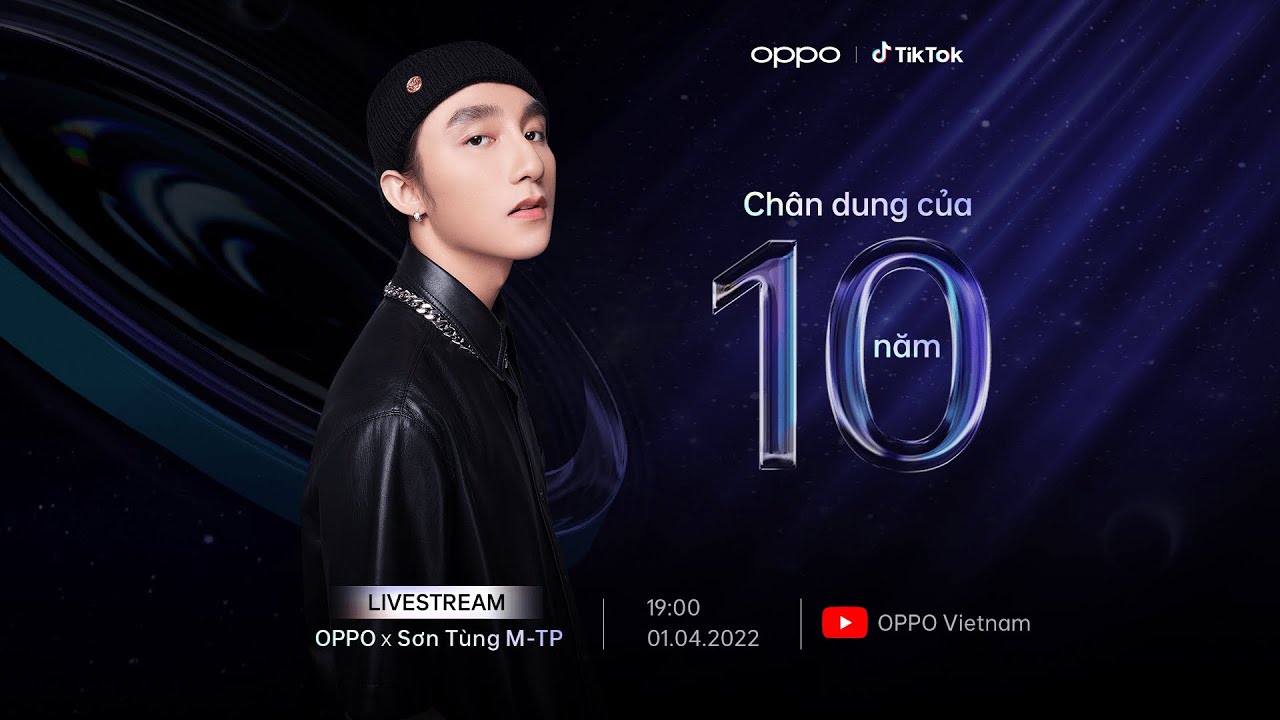 oppo | TikTok
Chân dung của
10
năm
LIVESTREAM
OPPO x Sơn Tùng M-TP
19:00
01.04.2022
OPPO Vietnam